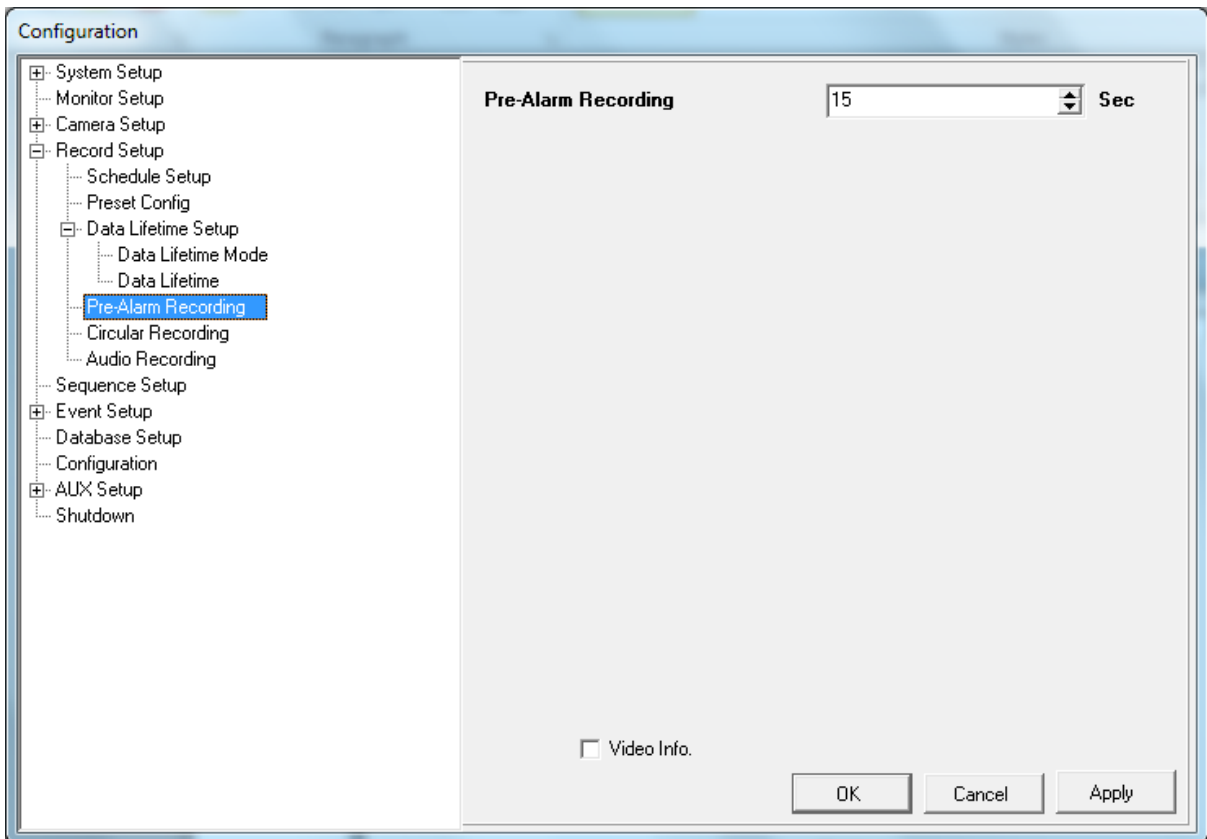 Configuration
System Setup
Monitor Setup
Camera Setup
Record Setup
Schedule Setup
Preset Config
Data Lifetime Setup
Data Lifetime Mode
Data Lifetime
Pre-Alarm Recording
Circular Recording
Audio Recording
Sequence Setup
Event Setup
Database Setup
Configuration
AUX Setup
Shutdown
Pre-Alarm Recording 15 Sec
Video Info.
OK Cancel Apply